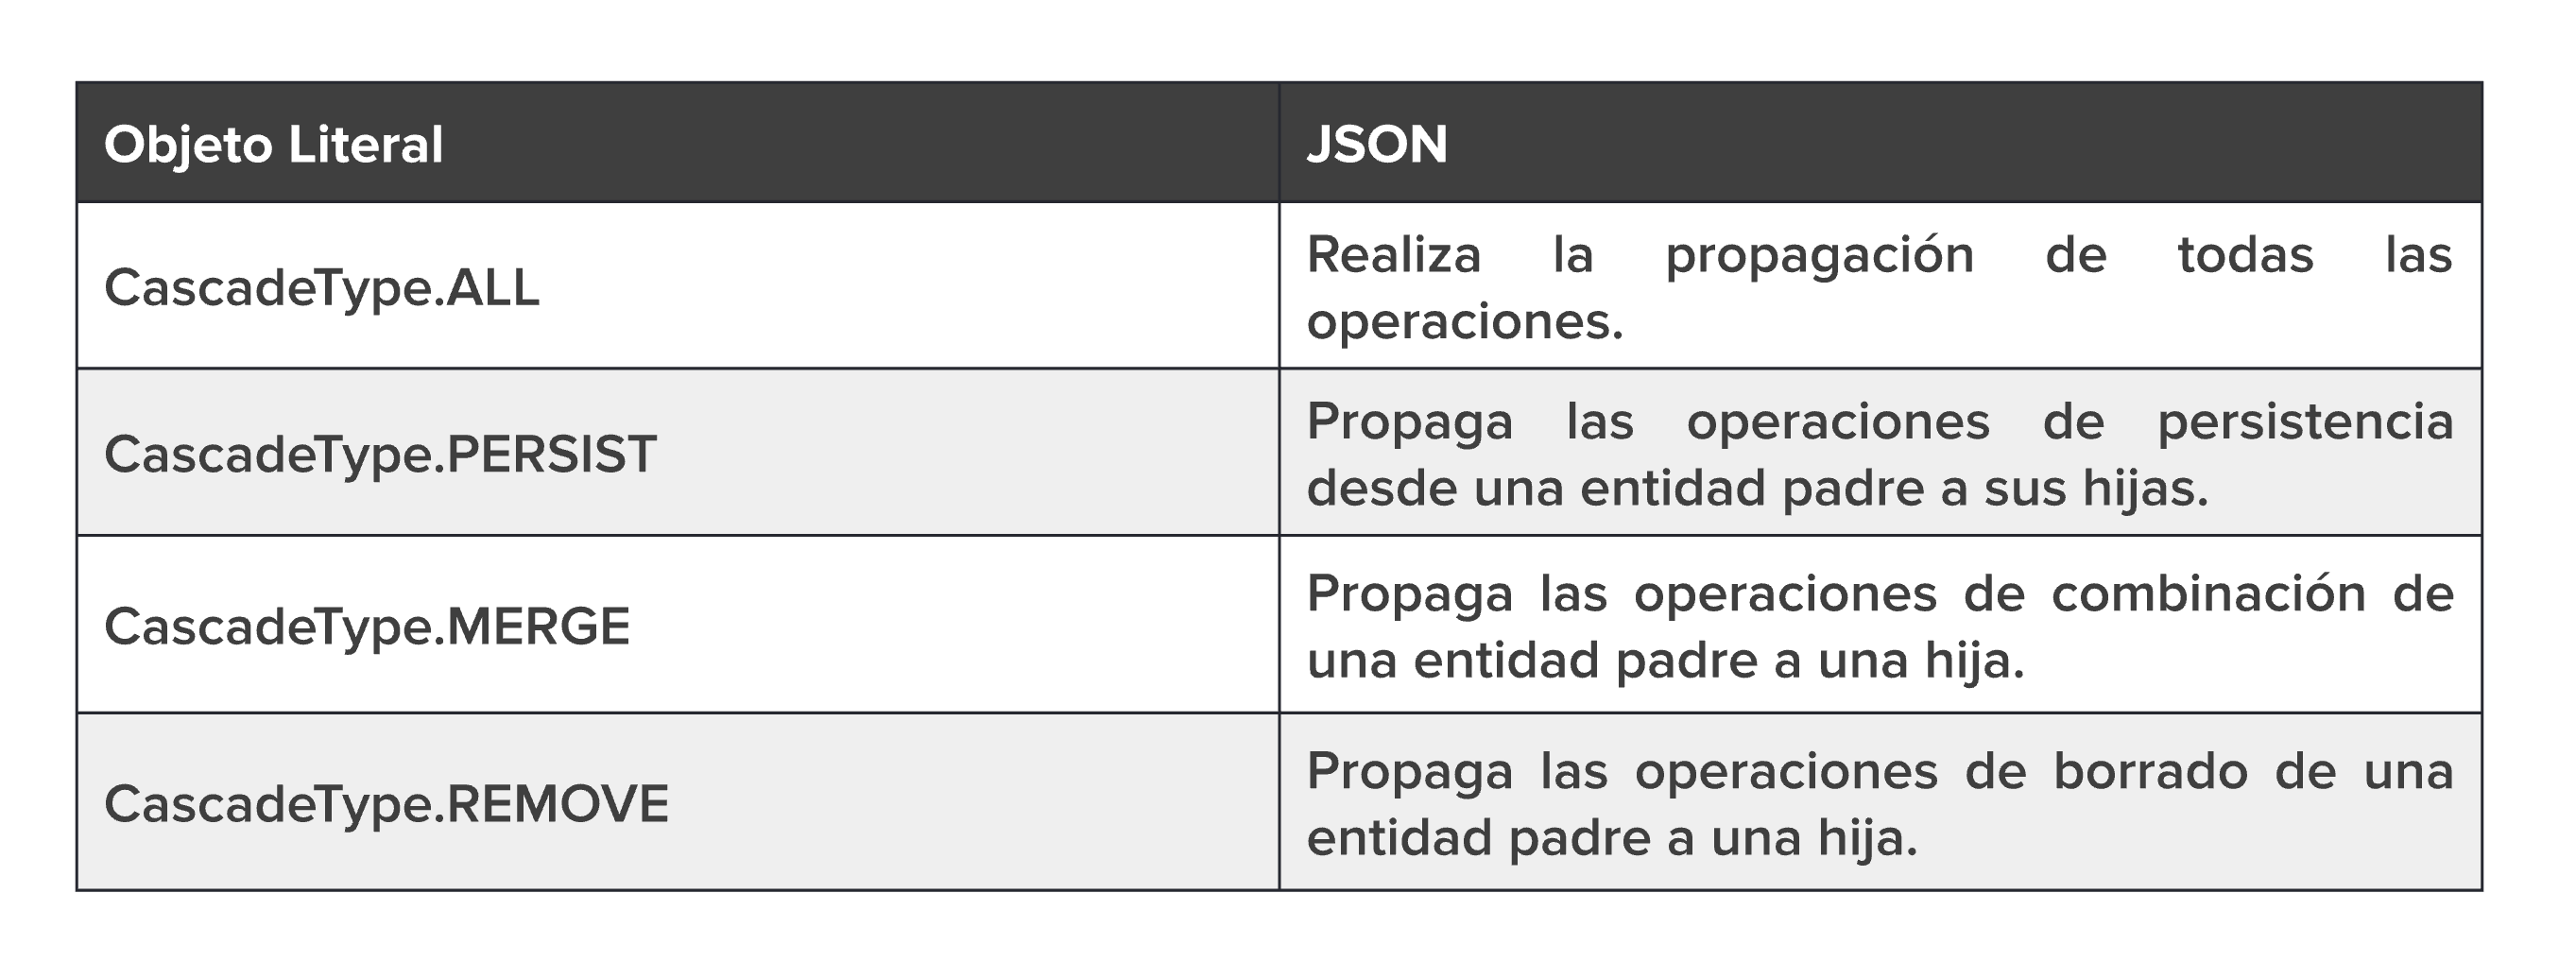 Objeto Literal
JSON
CascadeType.ALL
Realiza la propagación de todas las
operaciones.
CascadeType.PERSIST
Propaga las operaciones de persistencia
desde una entidad padre a sus hijas.
CascadeType.MERGE
Propaga las operaciones de combinación de
una entidad padre a una hija.
CascadeType.REMOVE
Propaga las operaciones de borrado de una
entidad padre a una hija.